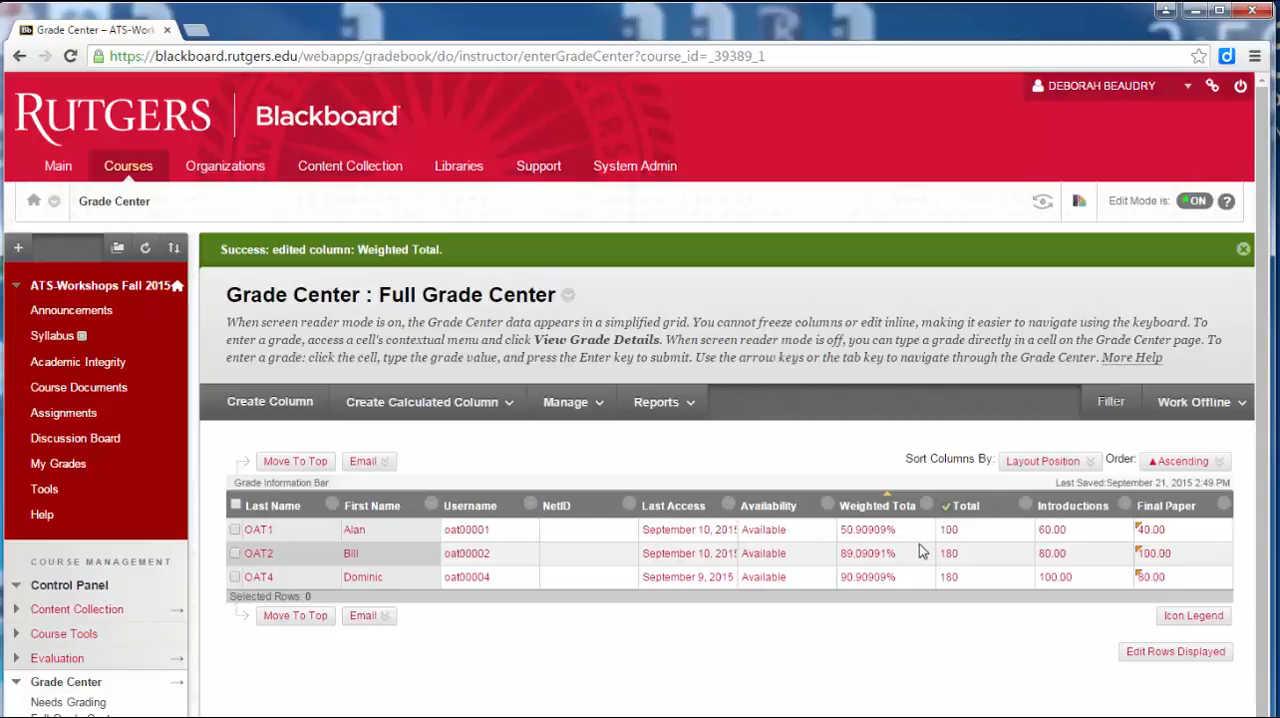 Grade Center – ATS-Work
https://blackboard.rutgers.edu/webapps/gradebook/do/instructor/enterGradeCenter?course_id=_39389_1
DEBORAH BEAUDRY
RUTGERS Blackboard
Main Courses Organizations Content Collection Libraries Support System Admin
Grade Center Edit Mode is: ON ?
Success: edited column: Weighted Total.
ATS-Workshops Fall 2015
Announcements
Syllabus
Academic Integrity
Course Documents
Assignments
Discussion Board
My Grades
Tools
Help
COURSE MANAGEMENT
Control Panel
Content Collection
Course Tools
Evaluation
Grade Center
Needs Grading
Grade Center : Full Grade Center
When screen reader mode is on, the Grade Center data appears in a simplified grid. You cannot freeze columns or edit inline, making it easier to navigate using the keyboard. To
enter a grade, access a cell's contextual menu and click View Grade Details. When screen reader mode is off, you can type a grade directly in a cell on the Grade Center page. To
enter a grade: click the cell, type the grade value, and press the Enter key to submit. Use the arrow keys or the tab key to navigate through the Grade Center. More Help
Create Column Create Calculated Column Manage Reports Filter Work Offline
Move To Top Email Sort Columns By: Layout Position Order: Ascending
Grade Information Bar Last Saved:September 21, 2015 2:49 PM
Last Name First Name Username NetID Last Access Availability Weighted Tota Total Introductions Final Paper
OAT1 Alan oat00001 September 10, 2015 Available 50.90909% 100 60.00 40.00
OAT2 Bill oat00002 September 10, 2015 Available 89.09091% 180 80.00 100.00
OAT4 Dominic oat00004 September 9, 2015 Available 90.90909% 180 100.00 80.00
Selected Rows: 0
Move To Top Email Icon Legend
Edit Rows Displayed